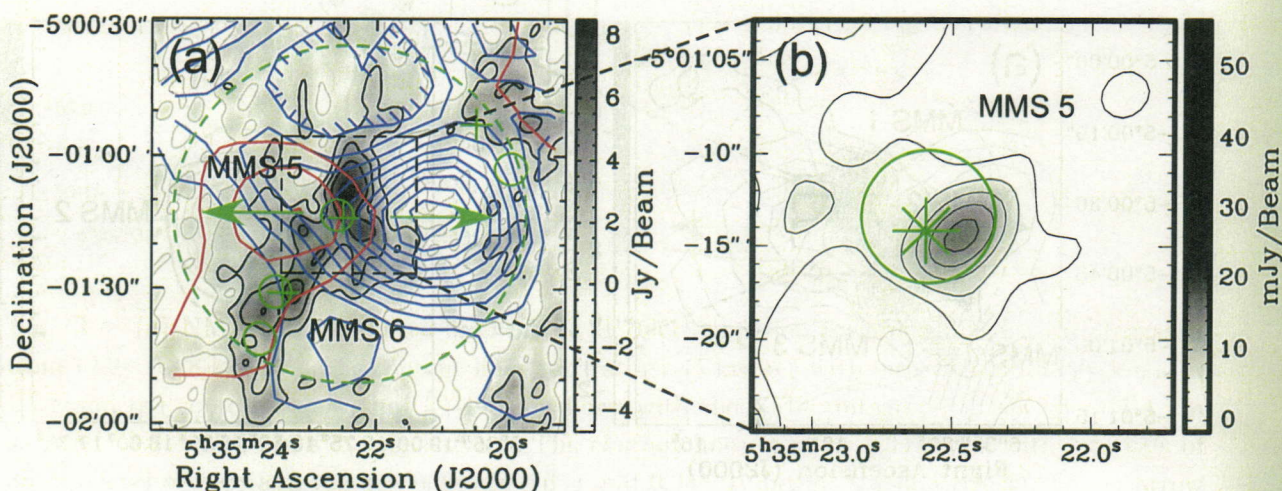 −5°00′30″
−01′00′
−01′30″
−02′00″
Declination (J2000)
(a)
MMS 5
MMS 6
5ʰ35ᵐ24ˢ
22ˢ
20ˢ
Right Ascension (J2000)
8
6
4
2
0
−2
−4
Jy/Beam
−5°01′05″
−10″
−15″
−20″
(b)
MMS 5
5ʰ35ᵐ23.0ˢ
22.5ˢ
22.0ˢ
50
40
30
20
10
0
mJy/Beam